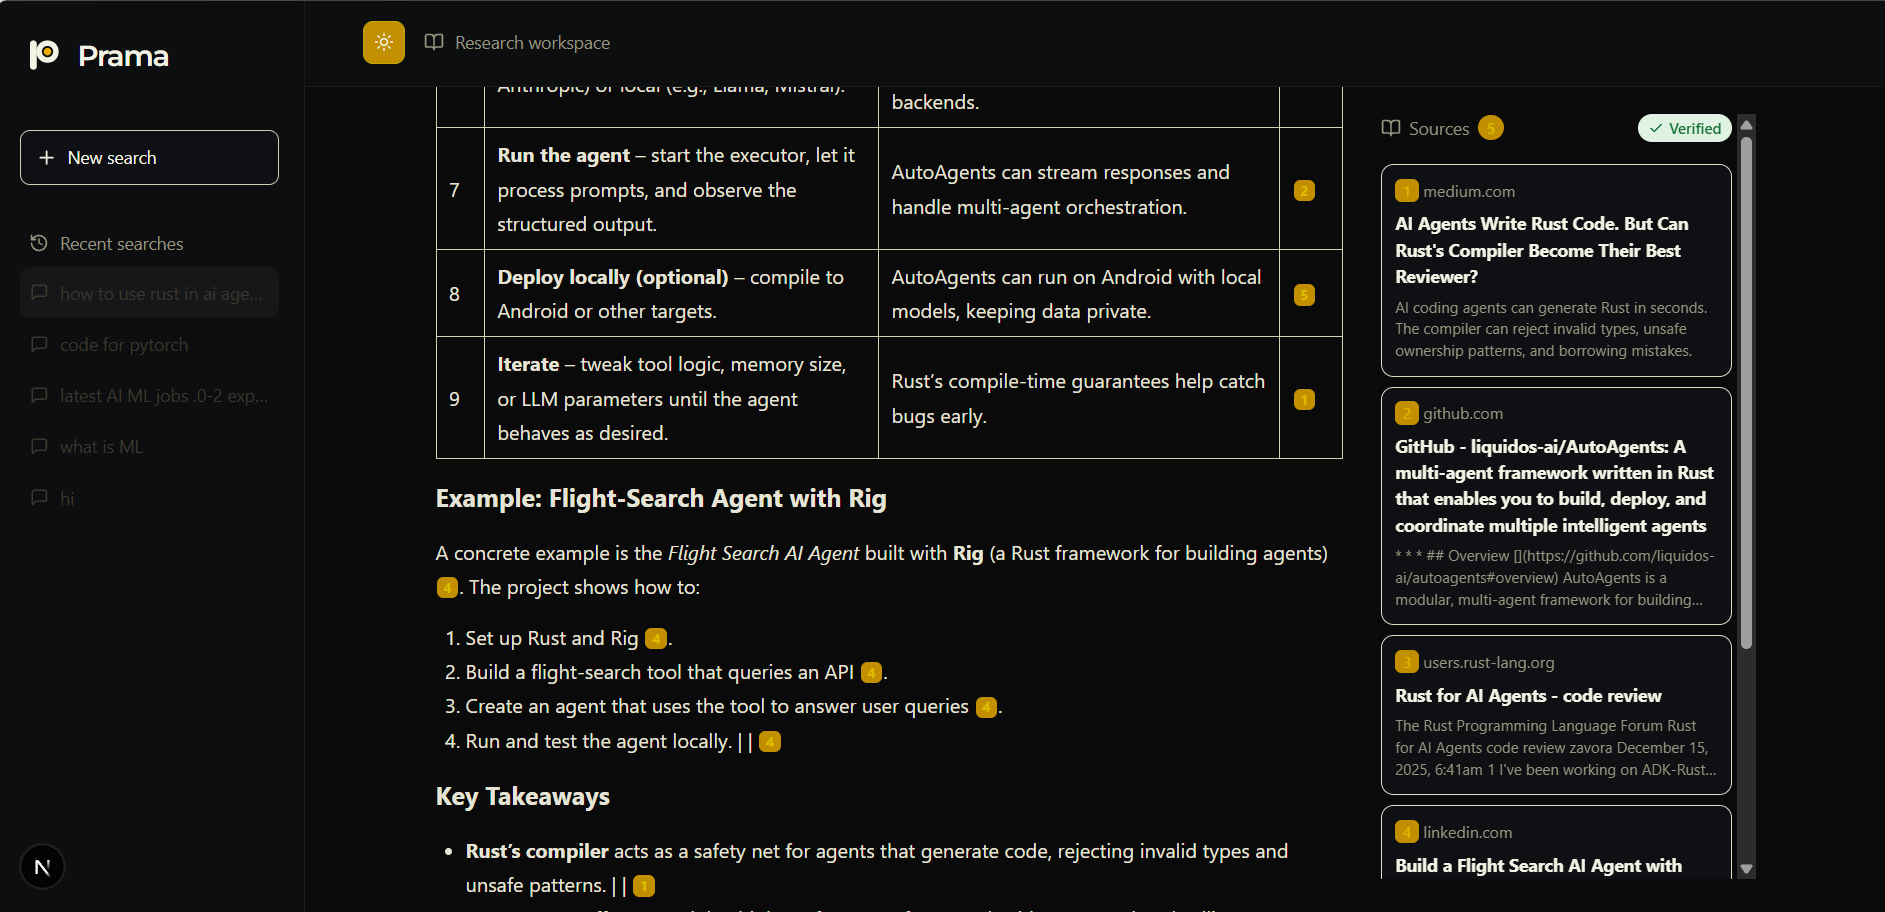 Prama
New search
Recent searches
how to use rust in ai age...
code for pytorch
latest AI ML jobs .0-2 exp...
what is ML
hi
N
Research workspace
Anthropic) or local (e.g., Llama, Mistral).
backends.
7
Run the agent – start the executor, let it
process prompts, and observe the
structured output.
AutoAgents can stream responses and
handle multi-agent orchestration.
2
8
Deploy locally (optional) – compile to
Android or other targets.
AutoAgents can run on Android with local
models, keeping data private.
5
9
Iterate – tweak tool logic, memory size,
or LLM parameters until the agent
behaves as desired.
Rust’s compile-time guarantees help catch
bugs early.
1
Example: Flight-Search Agent with Rig
A concrete example is the Flight Search AI Agent built with Rig (a Rust framework for building agents)
4. The project shows how to:
1. Set up Rust and Rig 4.
2. Build a flight-search tool that queries an API 4.
3. Create an agent that uses the tool to answer user queries 4.
4. Run and test the agent locally. | | 4
Key Takeaways
• Rust’s compiler acts as a safety net for agents that generate code, rejecting invalid types and
unsafe patterns. | | 1
Sources 5
Verified
1 medium.com
AI Agents Write Rust Code. But Can
Rust's Compiler Become Their Best
Reviewer?
AI coding agents can generate Rust in seconds.
The compiler can reject invalid types, unsafe
ownership patterns, and borrowing mistakes.
2 github.com
GitHub - liquidos-ai/AutoAgents: A
multi-agent framework written in Rust
that enables you to build, deploy, and
coordinate multiple intelligent agents
* * * ## Overview [](https://github.com/liquidos-
ai/autoagents#overview) AutoAgents is a
modular, multi-agent framework for building...
3 users.rust-lang.org
Rust for AI Agents - code review
The Rust Programming Language Forum Rust
for AI Agents code review zavora December 15,
2025, 6:41am 1 I've been working on ADK-Rust...
4 linkedin.com
Build a Flight Search AI Agent with